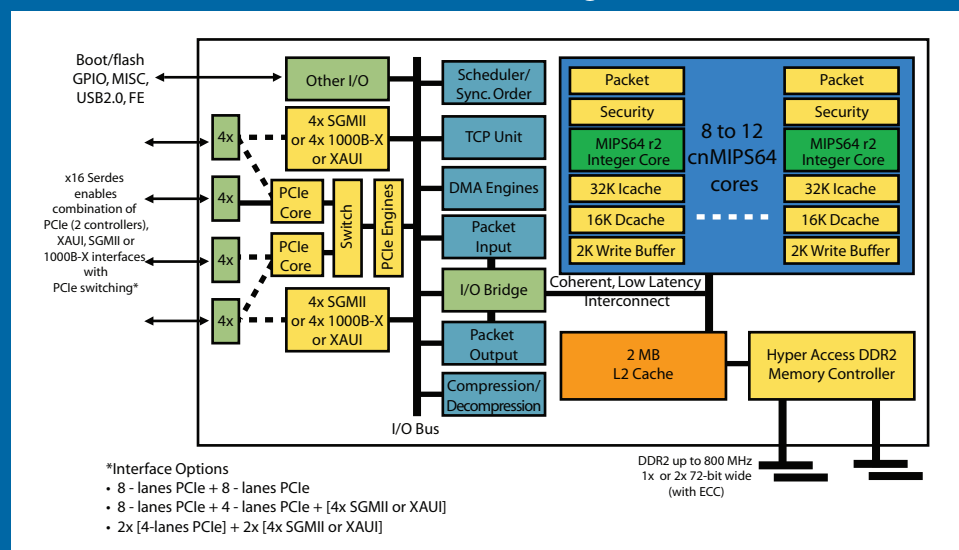 Boot/flash
GPIO, MISC,
USB2.0, FE
Other I/O
4x SGMII
or 4x 1000B-X
or XAUI
4x
4x
4x
4x
x16 Serdes
enables
combination of
PCIe (2 controllers),
XAUI, SGMII or
1000B-X interfaces
with
PCIe switching*
PCIe
Core
PCIe
Core
Switch
PCIe Engines
4x SGMII
or 4x 1000B-X
or XAUI
Scheduler/
Sync. Order
TCP Unit
DMA Engines
Packet
Input
I/O Bridge
Packet
Output
Compression/
Decompression
I/O Bus
Packet
Security
MIPS64 r2
Integer Core
32K Icache
16K Dcache
2K Write Buffer
8 to 12
cnMIPS64
cores
Packet
Security
MIPS64 r2
Integer Core
32K Icache
16K Dcache
2K Write Buffer
Coherent, Low Latency
Interconnect
2 MB
L2 Cache
Hyper Access DDR2
Memory Controller
DDR2 up to 800 MHz
1x or 2x 72-bit wide
(with ECC)
*Interface Options
• 8 - lanes PCIe + 8 - lanes PCIe
• 8 - lanes PCIe + 4 - lanes PCIe + [4x SGMII or XAUI]
• 2x [4-lanes PCIe] + 2x [4x SGMII or XAUI]